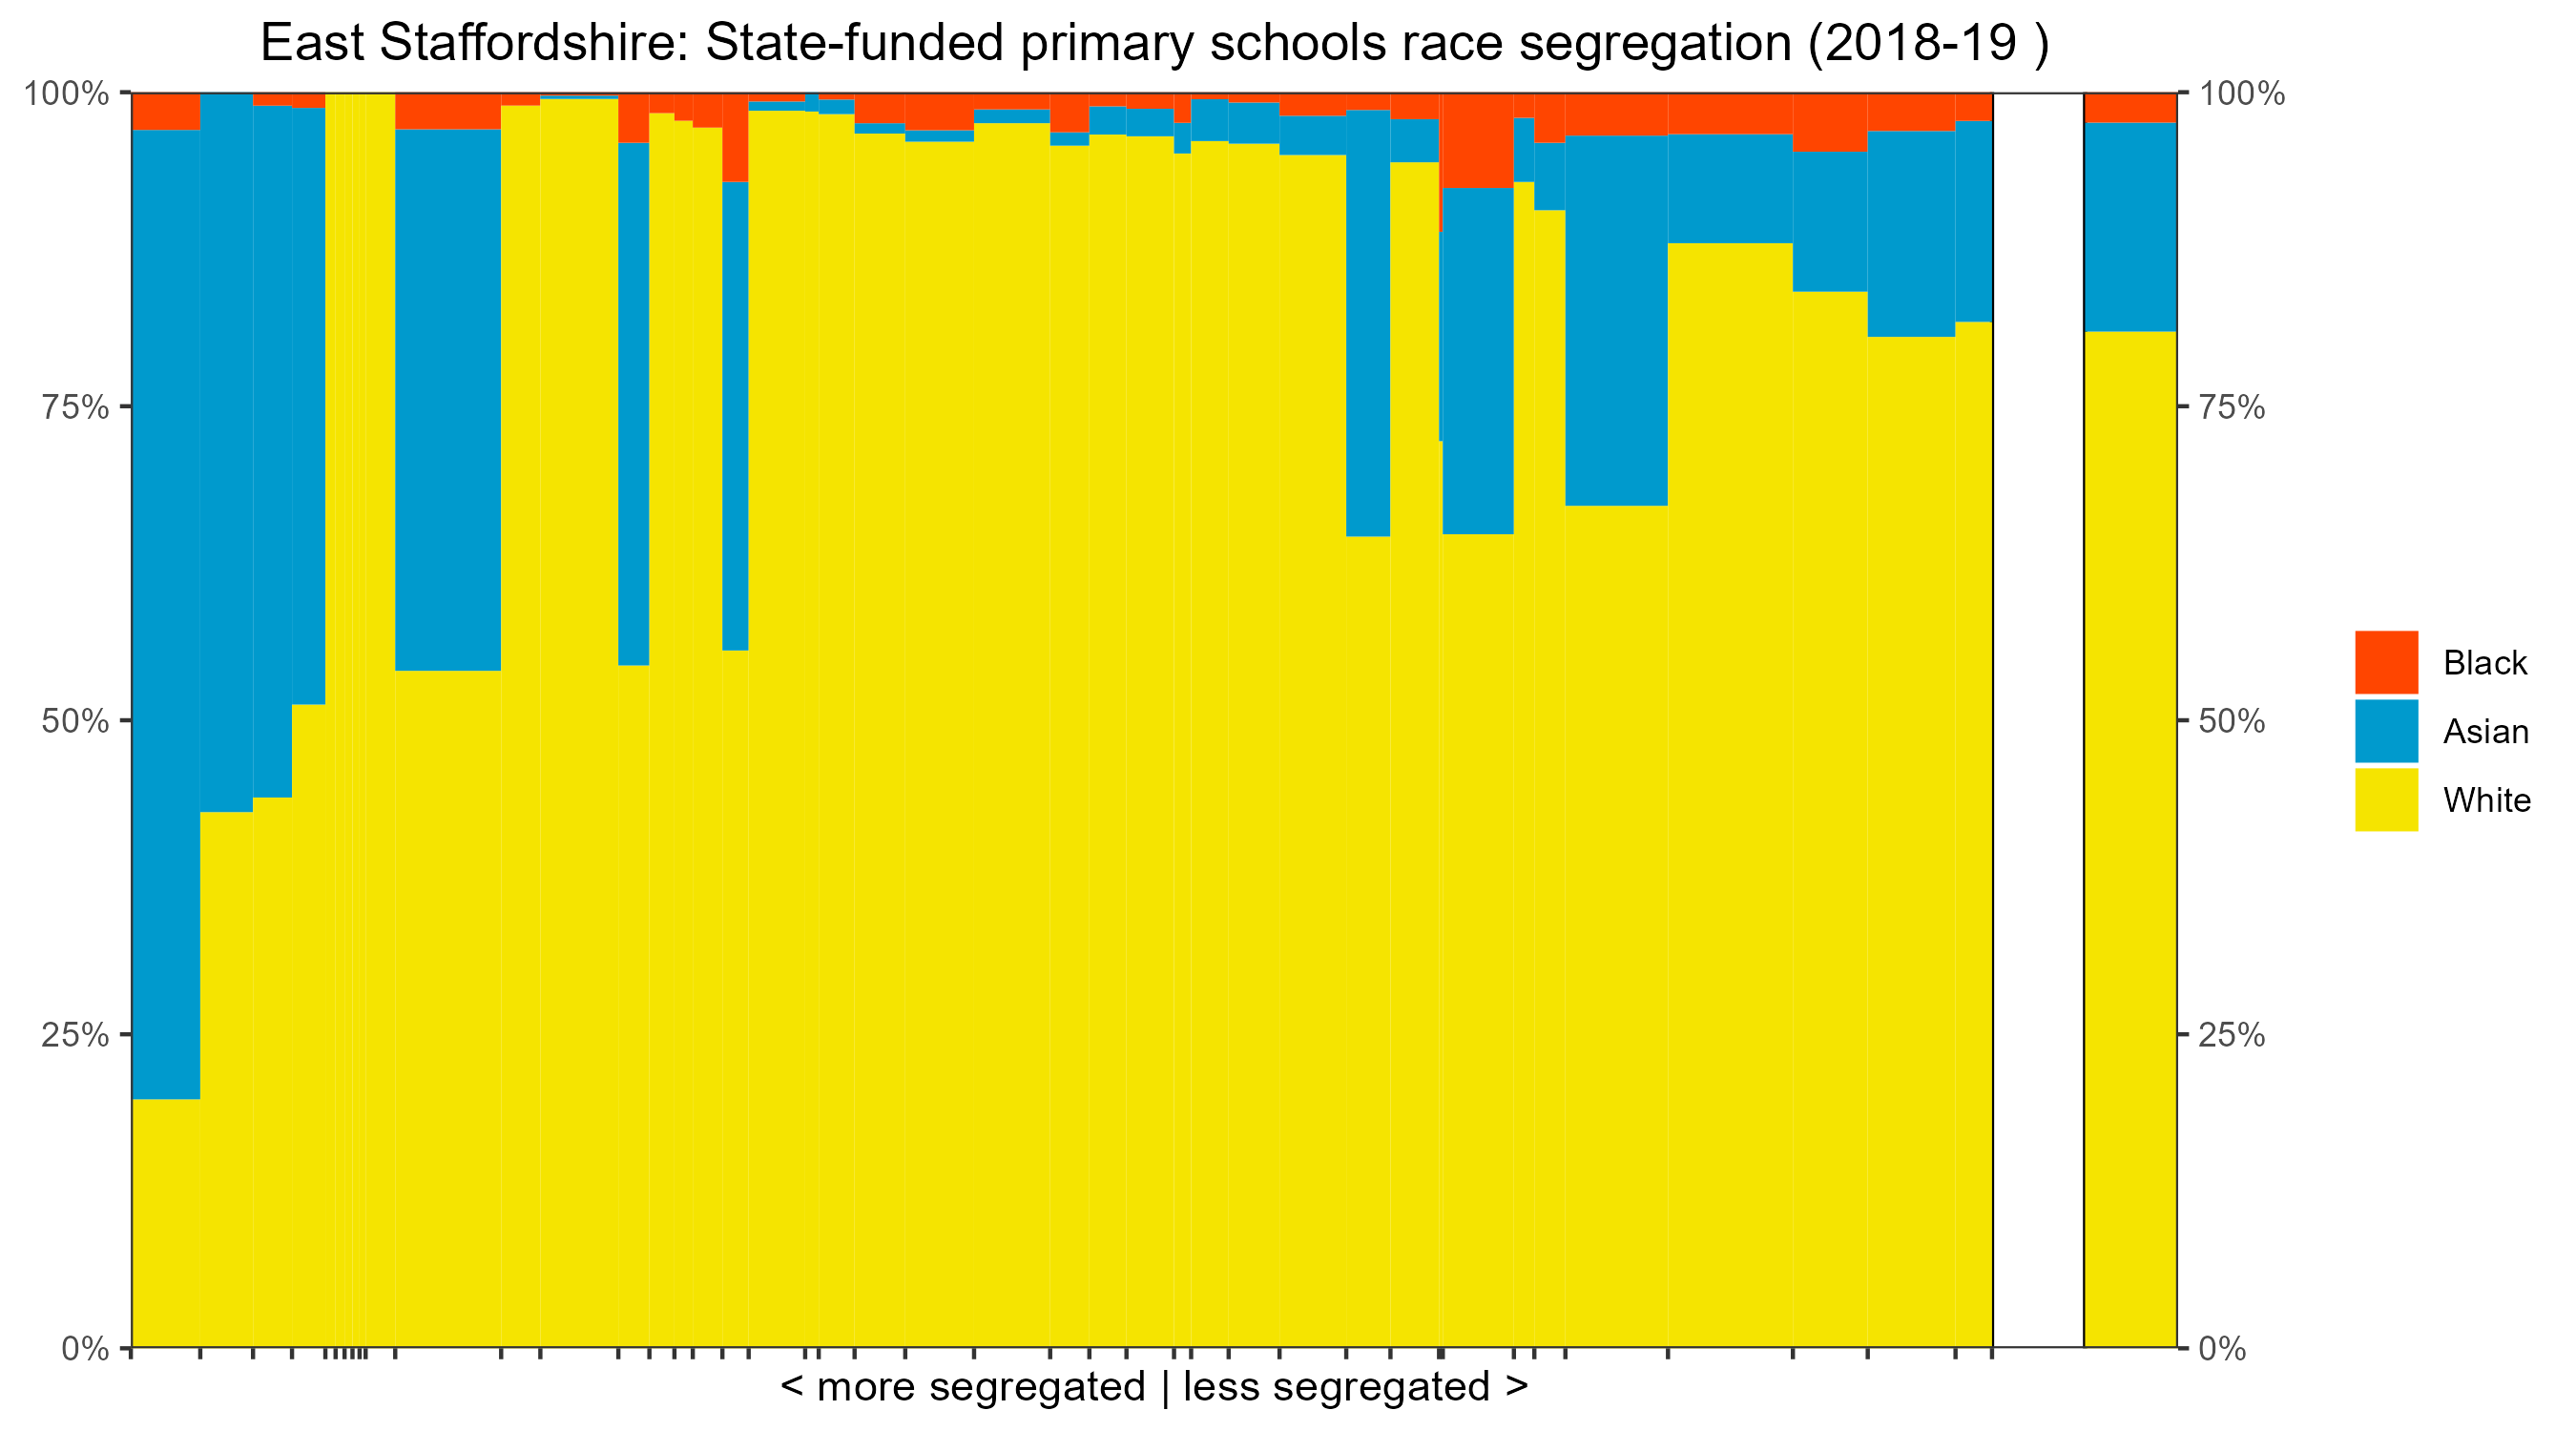 East Staffordshire: State-funded primary schools race segregation (2018-19 )
100%
75%
50%
25%
0%
100%
75%
50%
25%
0%
Black
Asian
White
< more segregated | less segregated >